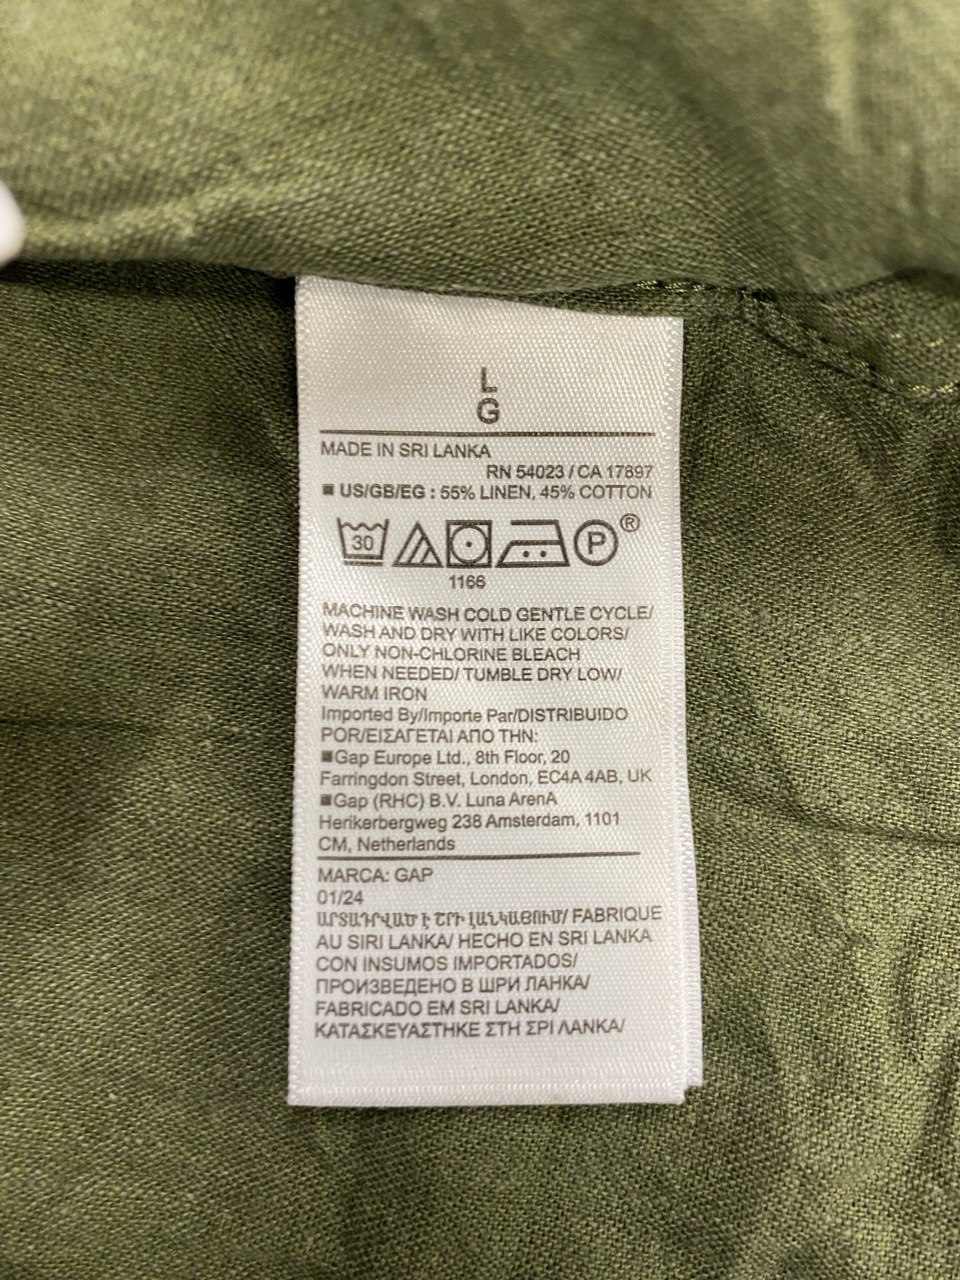 L
G
MADE IN SRI LANKA
RN 54023 / CA 17897
■ US/GB/EG : 55% LINEN, 45% COTTON
30
P ®
1166
MACHINE WASH COLD GENTLE CYCLE/
WASH AND DRY WITH LIKE COLORS/
ONLY NON-CHLORINE BLEACH
WHEN NEEDED/ TUMBLE DRY LOW/
WARM IRON
Imported By/Importe Par/DISTRIBUIDO
POR/ΕΙΣΑΓΕΤΑΙ ΑΠΟ ΤΗΝ:
■Gap Europe Ltd., 8th Floor, 20
Farringdon Street, London, EC4A 4AB, UK
■Gap (RHC) B.V. Luna ArenA
Herikerbergweg 238 Amsterdam, 1101
CM, Netherlands
MARCA: GAP
01/24
ԱՐՏԱԴՐՎԱԾ Է ՇՐԻ ԼԱՆԿԱՅՈՒՄ/ FABRIQUE
AU SIRI LANKA/ HECHO EN SRI LANKA
CON INSUMOS IMPORTADOS/
ПРОИЗВЕДЕНО В ШРИ ЛАНКА/
FABRICADO EM SRI LANKA/
ΚΑΤΑΣΚΕΥΑΣΤΗΚΕ ΣΤΗ ΣΡΙ ΛΑΝΚΑ/